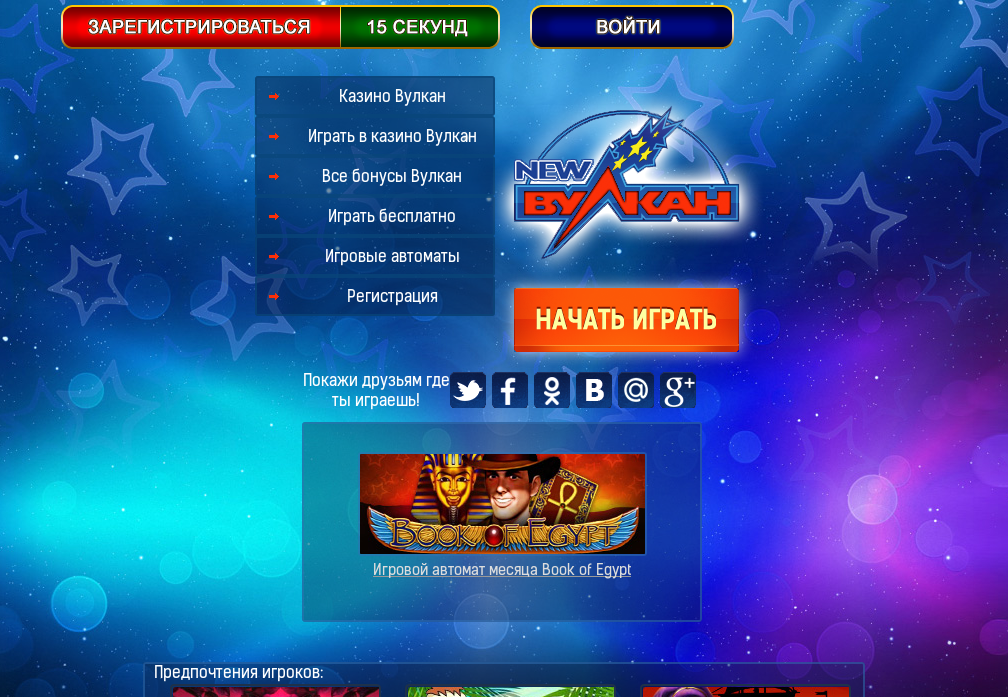 ЗАРЕГИСТРИРОВАТЬСЯ 15 СЕКУНД ВОЙТИ
Казино Вулкан
Играть в казино Вулкан
Все бонусы Вулкан
Играть бесплатно
Игровые автоматы
Регистрация
NEW
ВУЛКАН
НАЧАТЬ ИГРАТЬ
Покажи друзьям где
ты играешь!
BOOK OF EGYPT
Игровой автомат месяца Book of Egypt
Предпочтения игроков: